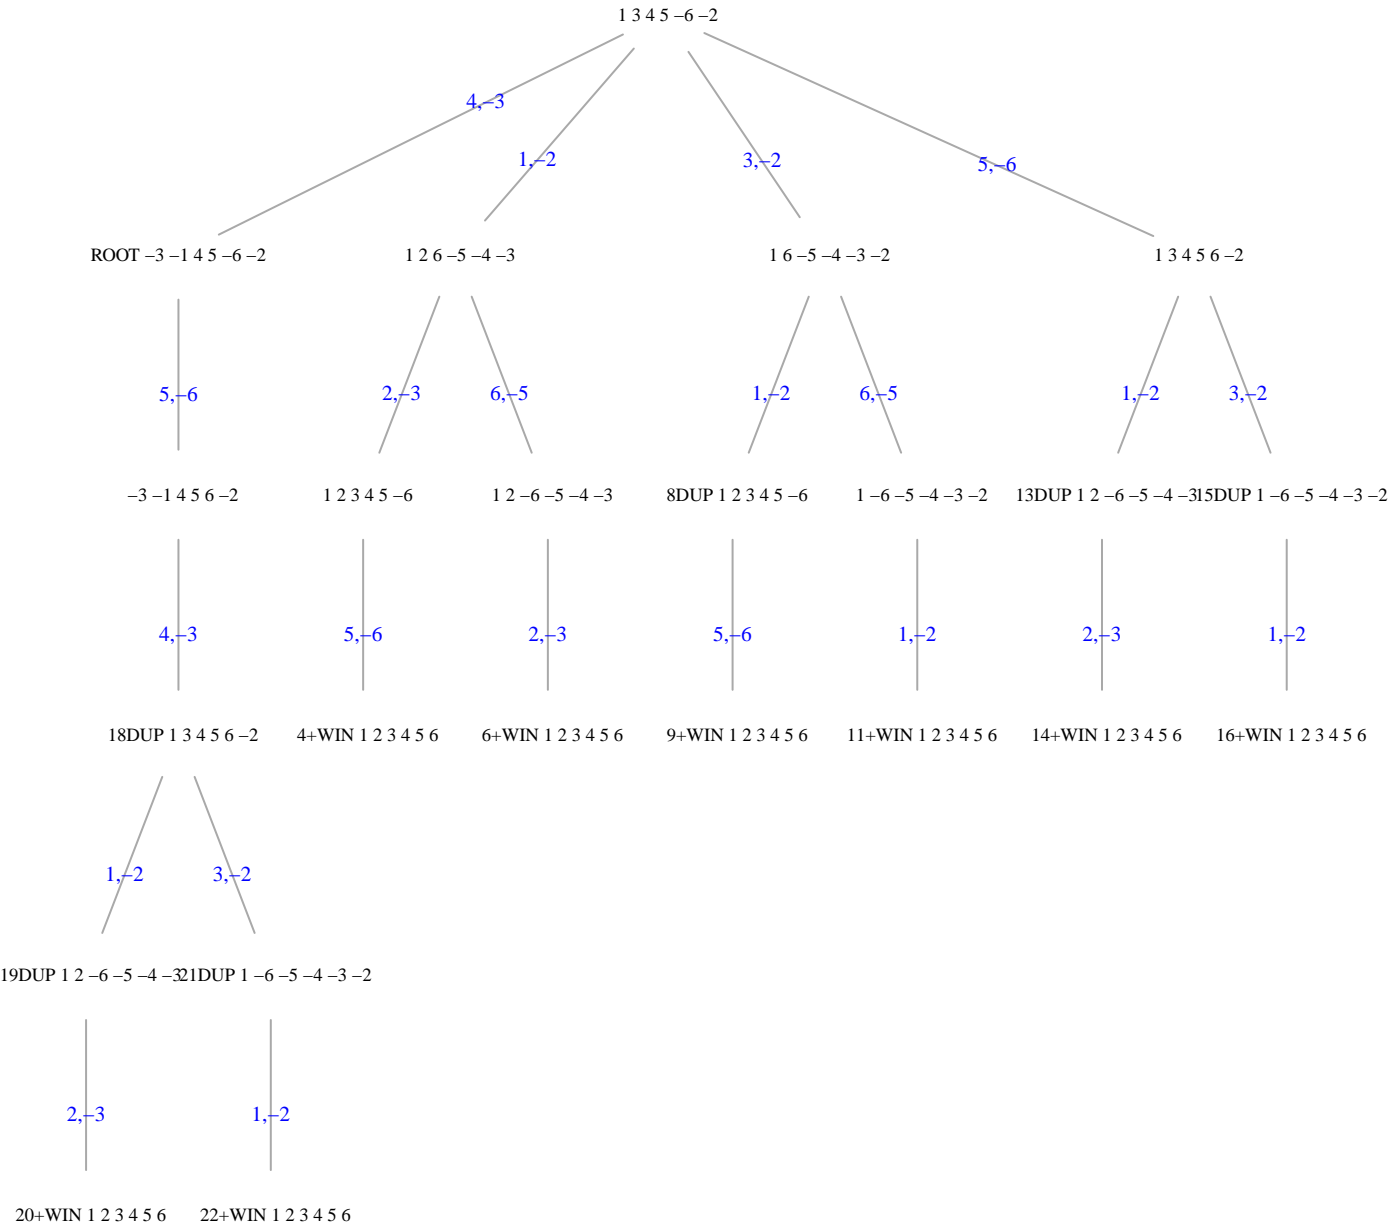 1 3 4 5 –6 –2
4,–3
1,–2
3,–2
5,–6
ROOT –3 –1 4 5 –6 –2
1 2 6 –5 –4 –3
1 6 –5 –4 –3 –2
1 3 4 5 6 –2
5,–6
2,–3
6,–5
1,–2
6,–5
1,–2
3,–2
–3 –1 4 5 6 –2
1 2 3 4 5 –6
1 2 –6 –5 –4 –3
8DUP 1 2 3 4 5 –6
1 –6 –5 –4 –3 –2
13DUP 1 2 –6 –5 –4 –3
15DUP 1 –6 –5 –4 –3 –2
4,–3
5,–6
2,–3
5,–6
1,–2
2,–3
1,–2
18DUP 1 3 4 5 6 –2
4+WIN 1 2 3 4 5 6
6+WIN 1 2 3 4 5 6
9+WIN 1 2 3 4 5 6
11+WIN 1 2 3 4 5 6
14+WIN 1 2 3 4 5 6
16+WIN 1 2 3 4 5 6
1,–2
3,–2
19DUP 1 2 –6 –5 –4 –3
21DUP 1 –6 –5 –4 –3 –2
2,–3
1,–2
20+WIN 1 2 3 4 5 6
22+WIN 1 2 3 4 5 6